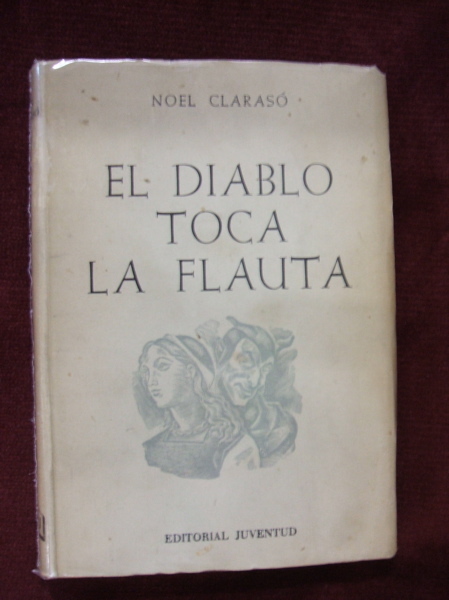 NOEL CLARASÓ
EL DIABLO
TOCA
LA FLAUTA
EDITORIAL JUVENTUD